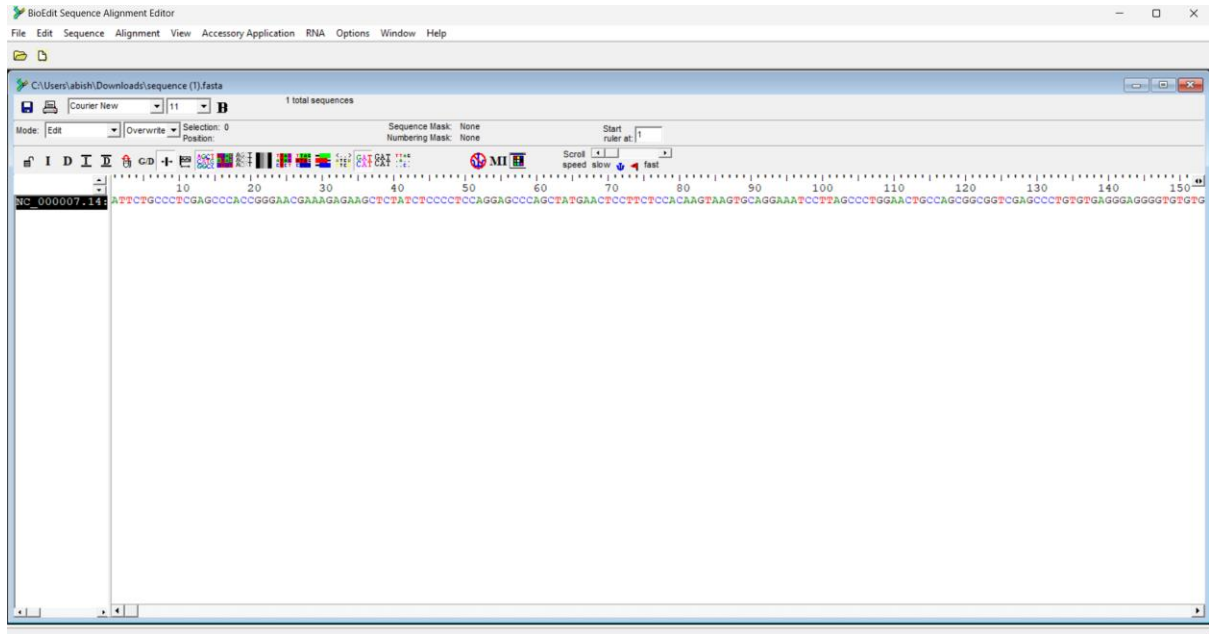 BioEdit Sequence Alignment Editor
File Edit Sequence Alignment View Accessory Application RNA Options Window Help
C:\Users\abish\Downloads\sequence (1).fasta
Courier New 11 B 1 total sequences
Mode: Edit Overwrite Selection: 0 Sequence Mask: None Start
Position: Numbering Mask: None ruler at: 1
I D I D G/D MI Scroll
speed slow fast
10 20 30 40 50 60 70 80 90 100 110 120 130 140 150
NC_000007.14: ATTCTGCCCTCGAGCCCACCGGGAACGAAAGAGAAGCTCTATCTCCCCTCCAGGAGCCCAGCTATGAACTCCTTCTCCACAAGTAAGTGCAGGAAATCCTTAGCCCTGGAACTGCCAGCGGCGGTCGAGCCCTGTGTGAGGGAGGGGTGTGTG